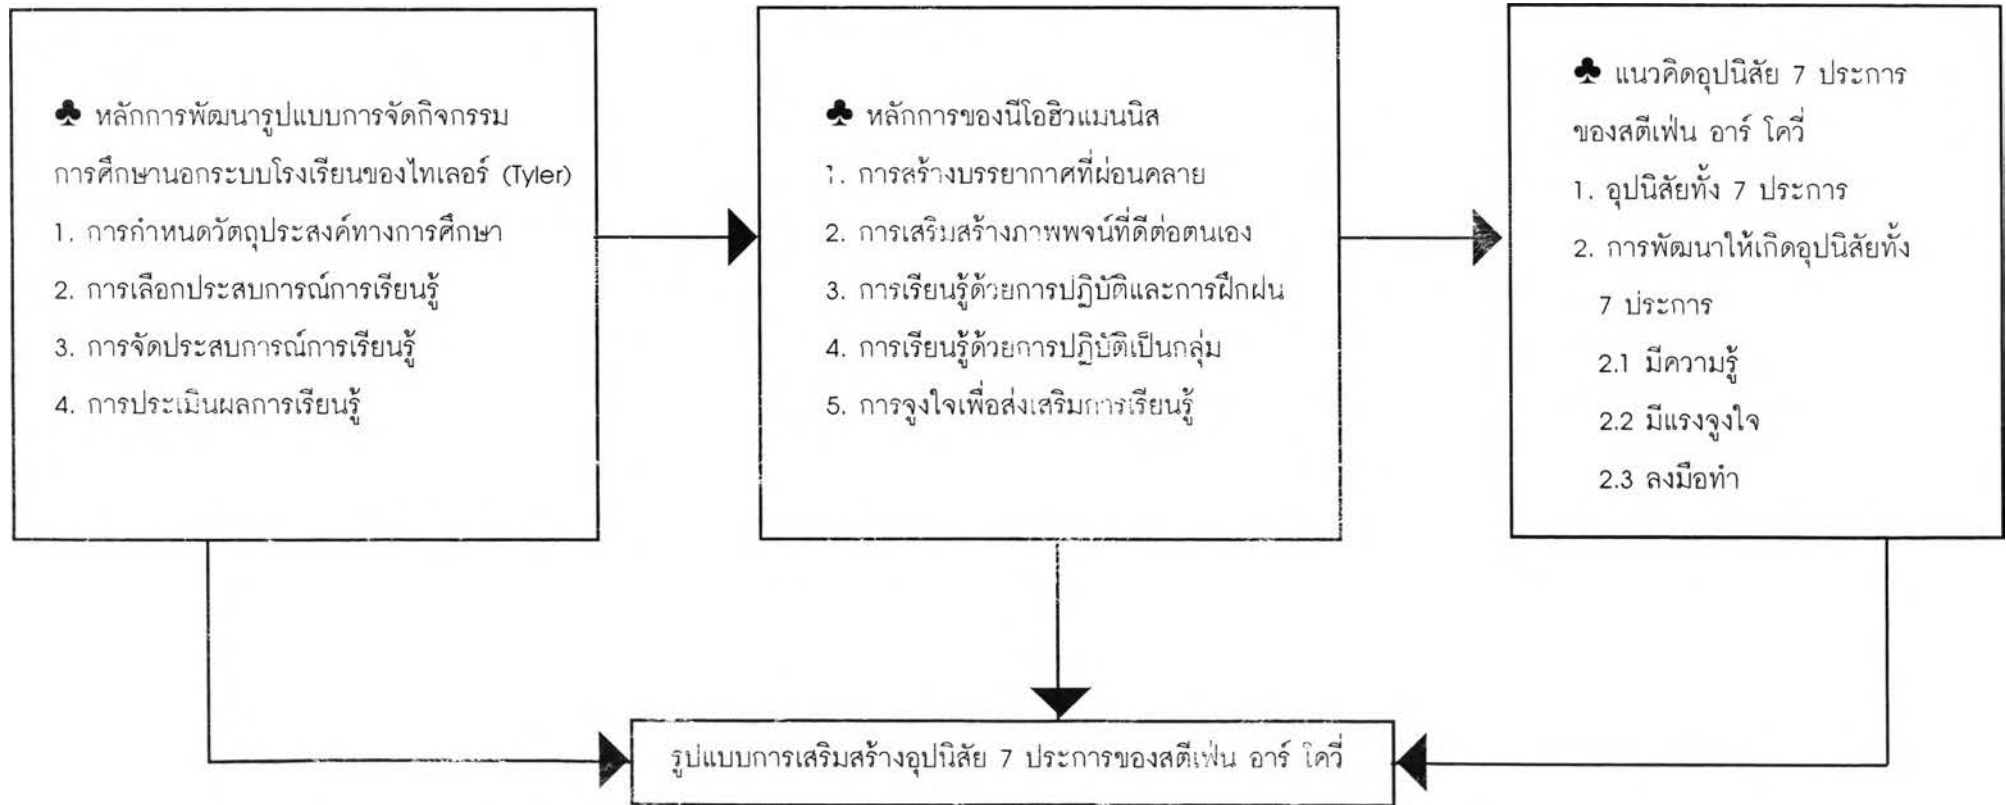 ♣ หลักการพัฒนารูปแบบการจัดกิจกรรม
การศึกษานอกระบบโรงเรียนของไทเลอร์ (Tyler)
1. การกำหนดวัตถุประสงค์ทางการศึกษา
2. การเลือกประสบการณ์การเรียนรู้
3. การจัดประสบการณ์การเรียนรู้
4. การประเมินผลการเรียนรู้
♣ หลักการของนีโอฮิวแมนนิส
1. การสร้างบรรยากาศที่ผ่อนคลาย
2. การเสริมสร้างภาพพจน์ที่ดีต่อตนเอง
3. การเรียนรู้ด้วยการปฏิบัติและการฝึกฝน
4. การเรียนรู้ด้วยการปฏิบัติเป็นกลุ่ม
5. การจูงใจเพื่อส่งเสริมการเรียนรู้
♣ แนวคิดอุปนิสัย 7 ประการ
ของสตีเฟ่น อาร์ โควี่
1. อุปนิสัยทั้ง 7 ประการ
2. การพัฒนาให้เกิดอุปนิสัยทั้ง
7 ประการ
2.1 มีความรู้
2.2 มีแรงจูงใจ
2.3 ลงมือทำ
รูปแบบการเสริมสร้างอุปนิสัย 7 ประการของสตีเฟ่น อาร์ โควี่